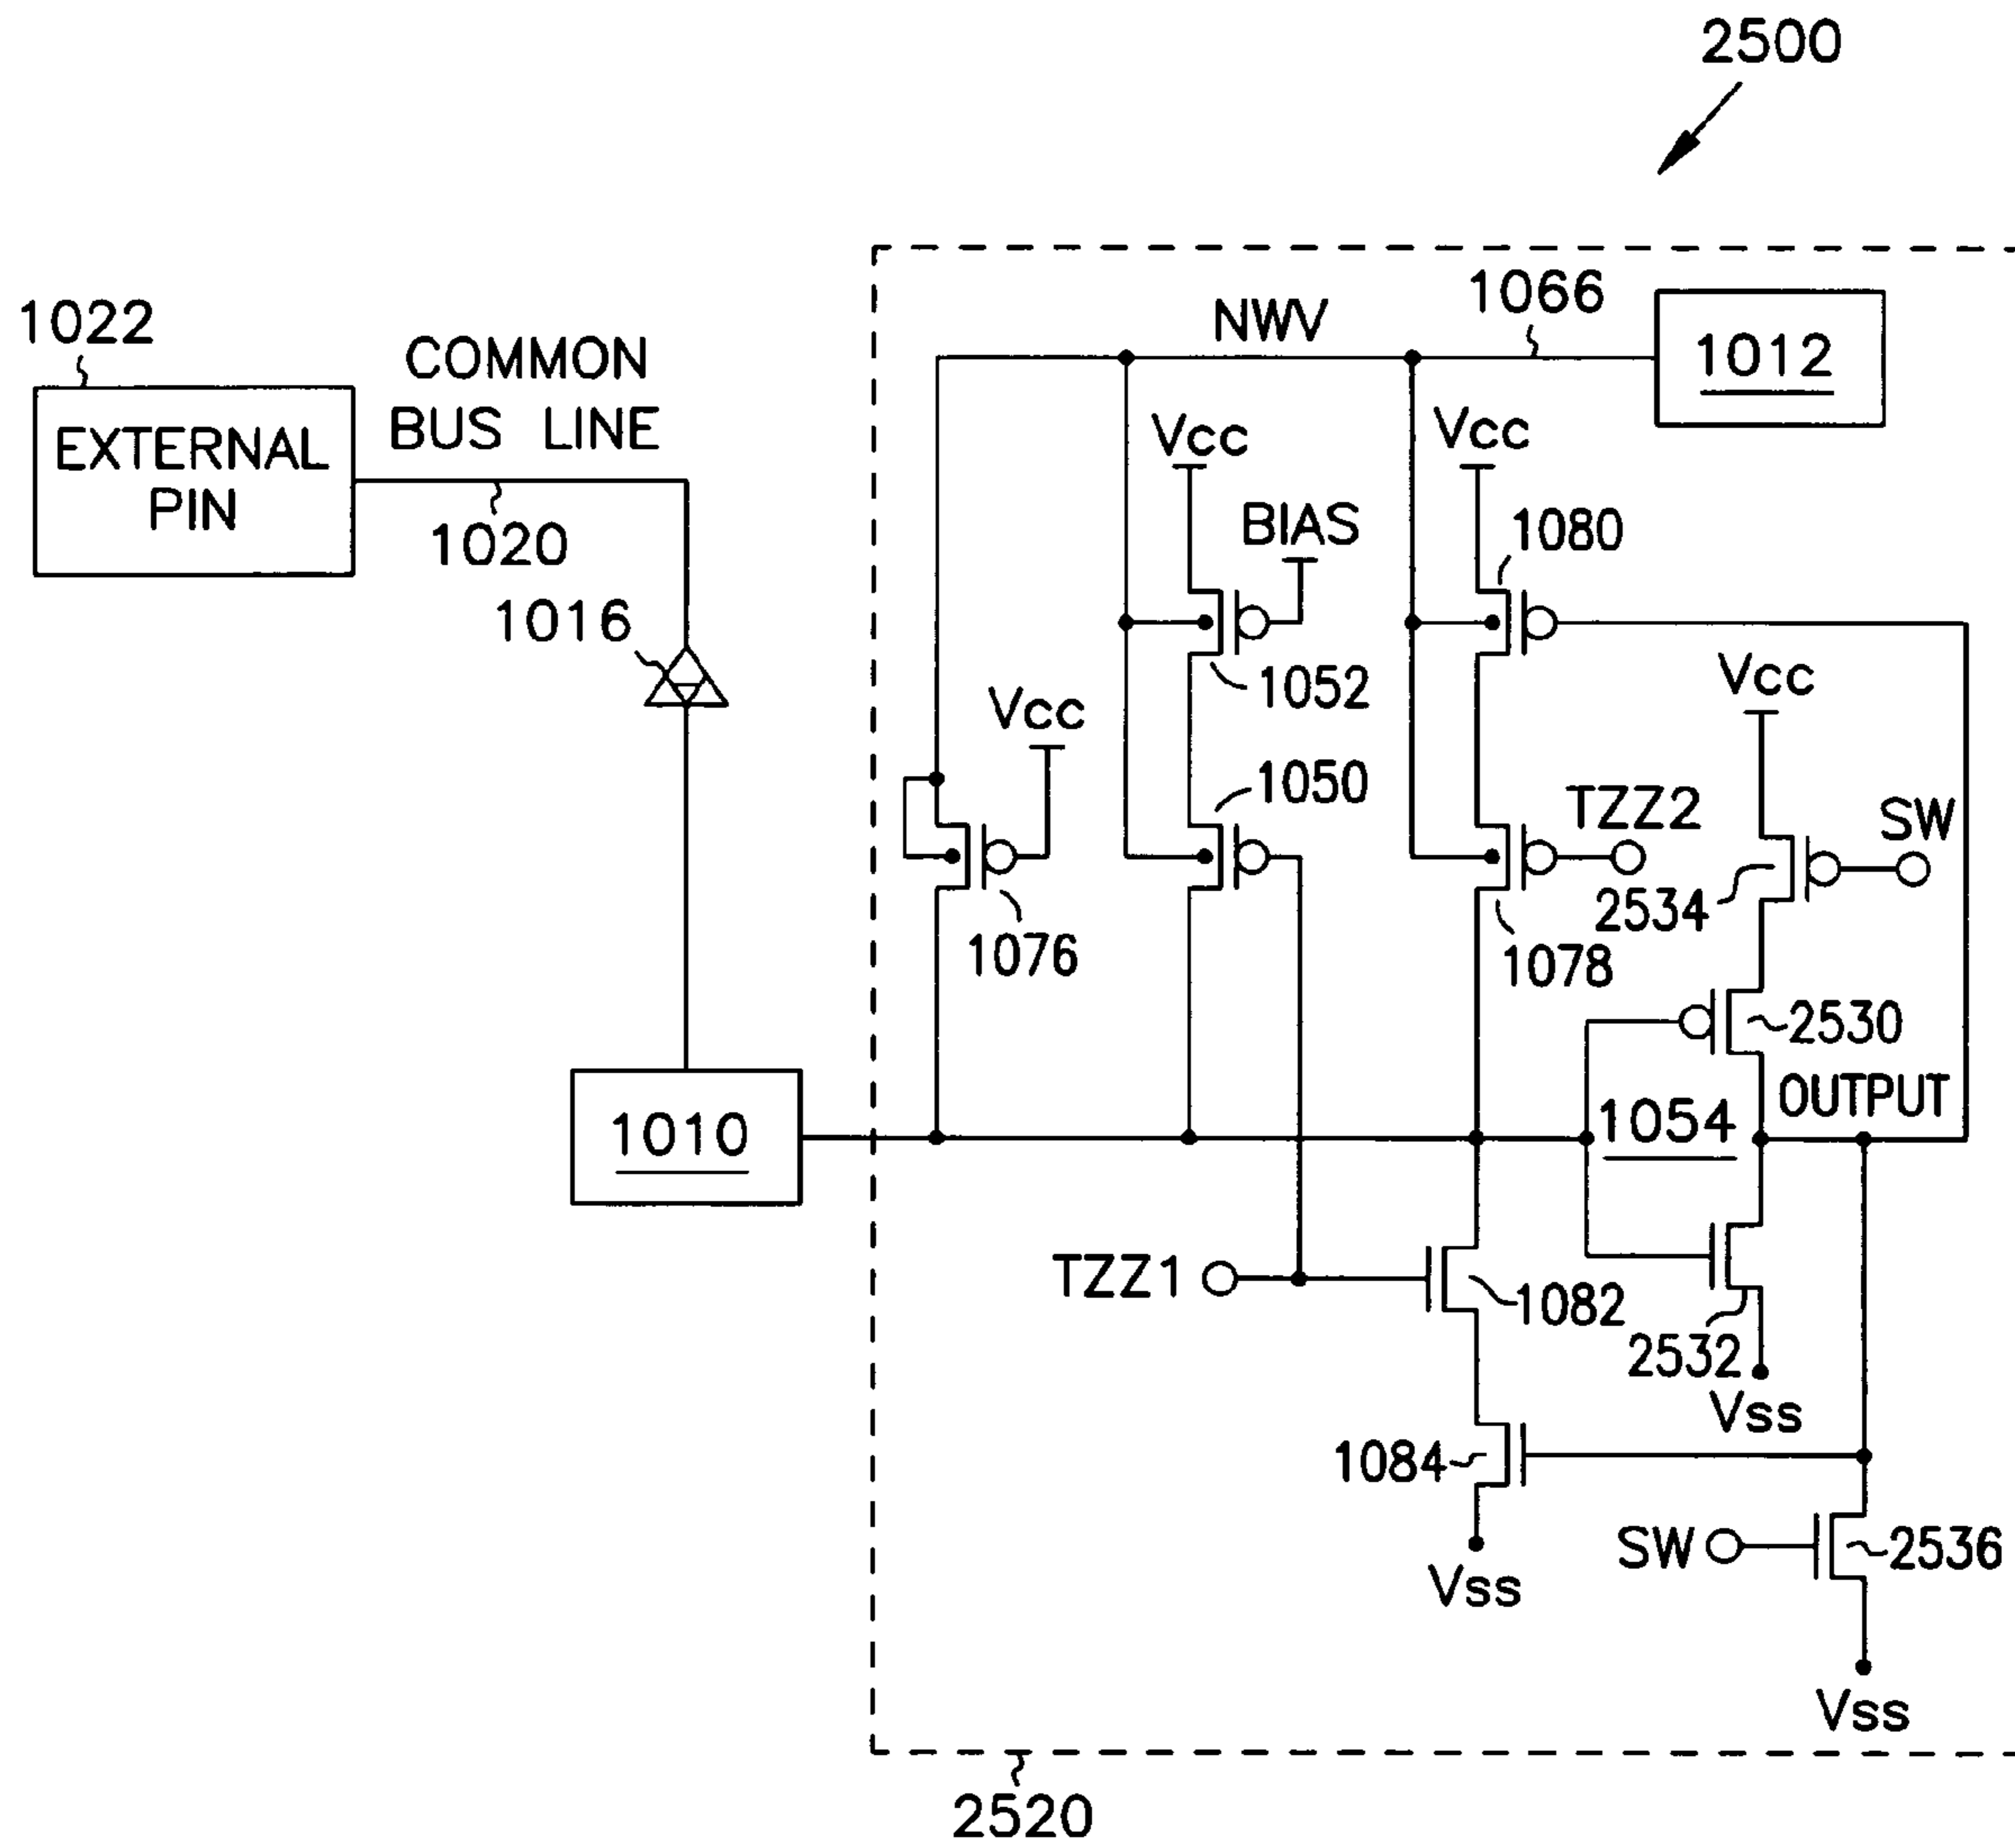 2500
1022
COMMON
BUS LINE
EXTERNAL
PIN
1020
1016
NWV
1066
1012
Vcc
Vcc
BIAS
1080
1052
Vcc
Vcc
1050
TZZ2
SW
2534
1076
1078
2530
OUTPUT
1054
1010
TZZ1
1082
2532
Vss
1084
SW
2536
Vss
Vss
2520